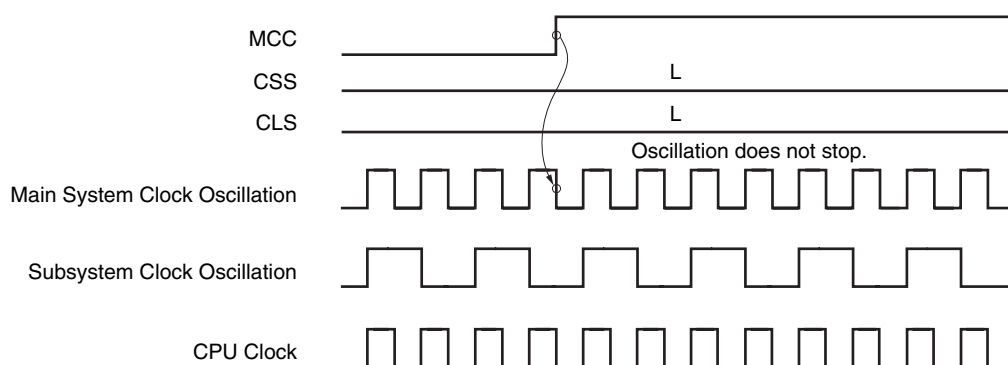 MCC
CSS
L
CLS
L
Oscillation does not stop.
Main System Clock Oscillation
Subsystem Clock Oscillation
CPU Clock